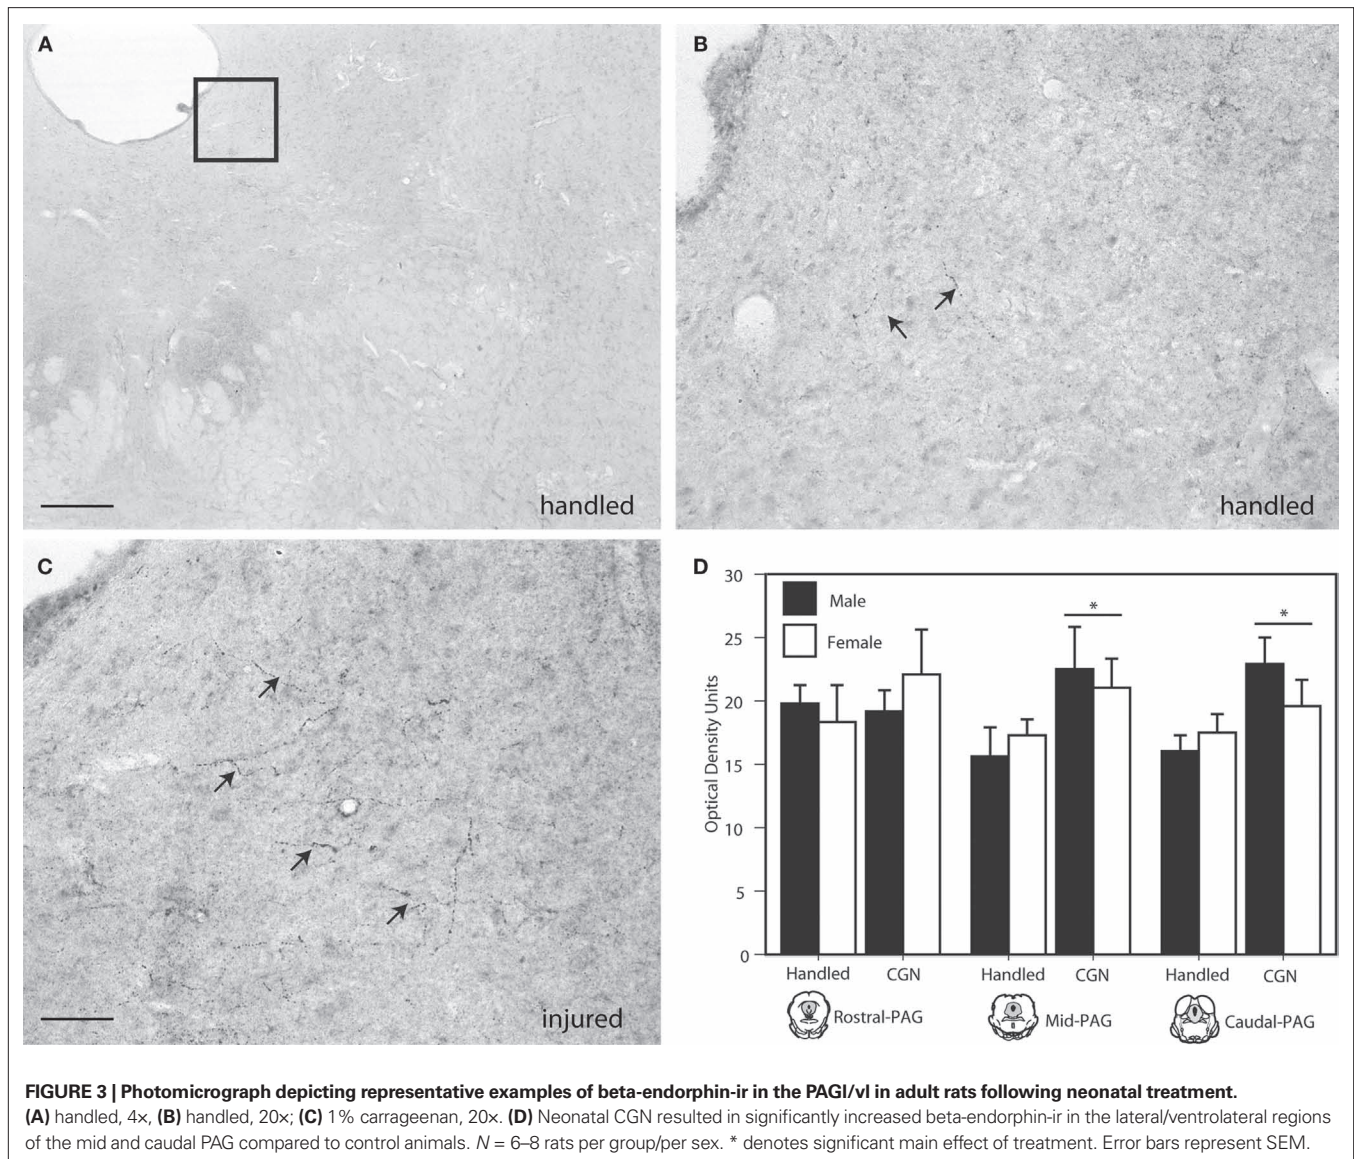 A
handled
B
handled
C
injured
D
30
25
20
15
10
5
0
Optical Density Units
Male
Female
*
*
Handled
CGN
Handled
CGN
Handled
CGN
Rostral-PAG
Mid-PAG
Caudal-PAG
FIGURE 3 | Photomicrograph depicting representative examples of beta-endorphin-ir in the PAGl/vl in adult rats following neonatal treatment.
(A) handled, 4×, (B) handled, 20×; (C) 1% carrageenan, 20×. (D) Neonatal CGN resulted in significantly increased beta-endorphin-ir in the lateral/ventrolateral regions
of the mid and caudal PAG compared to control animals. N = 6–8 rats per group/per sex. * denotes significant main effect of treatment. Error bars represent SEM.